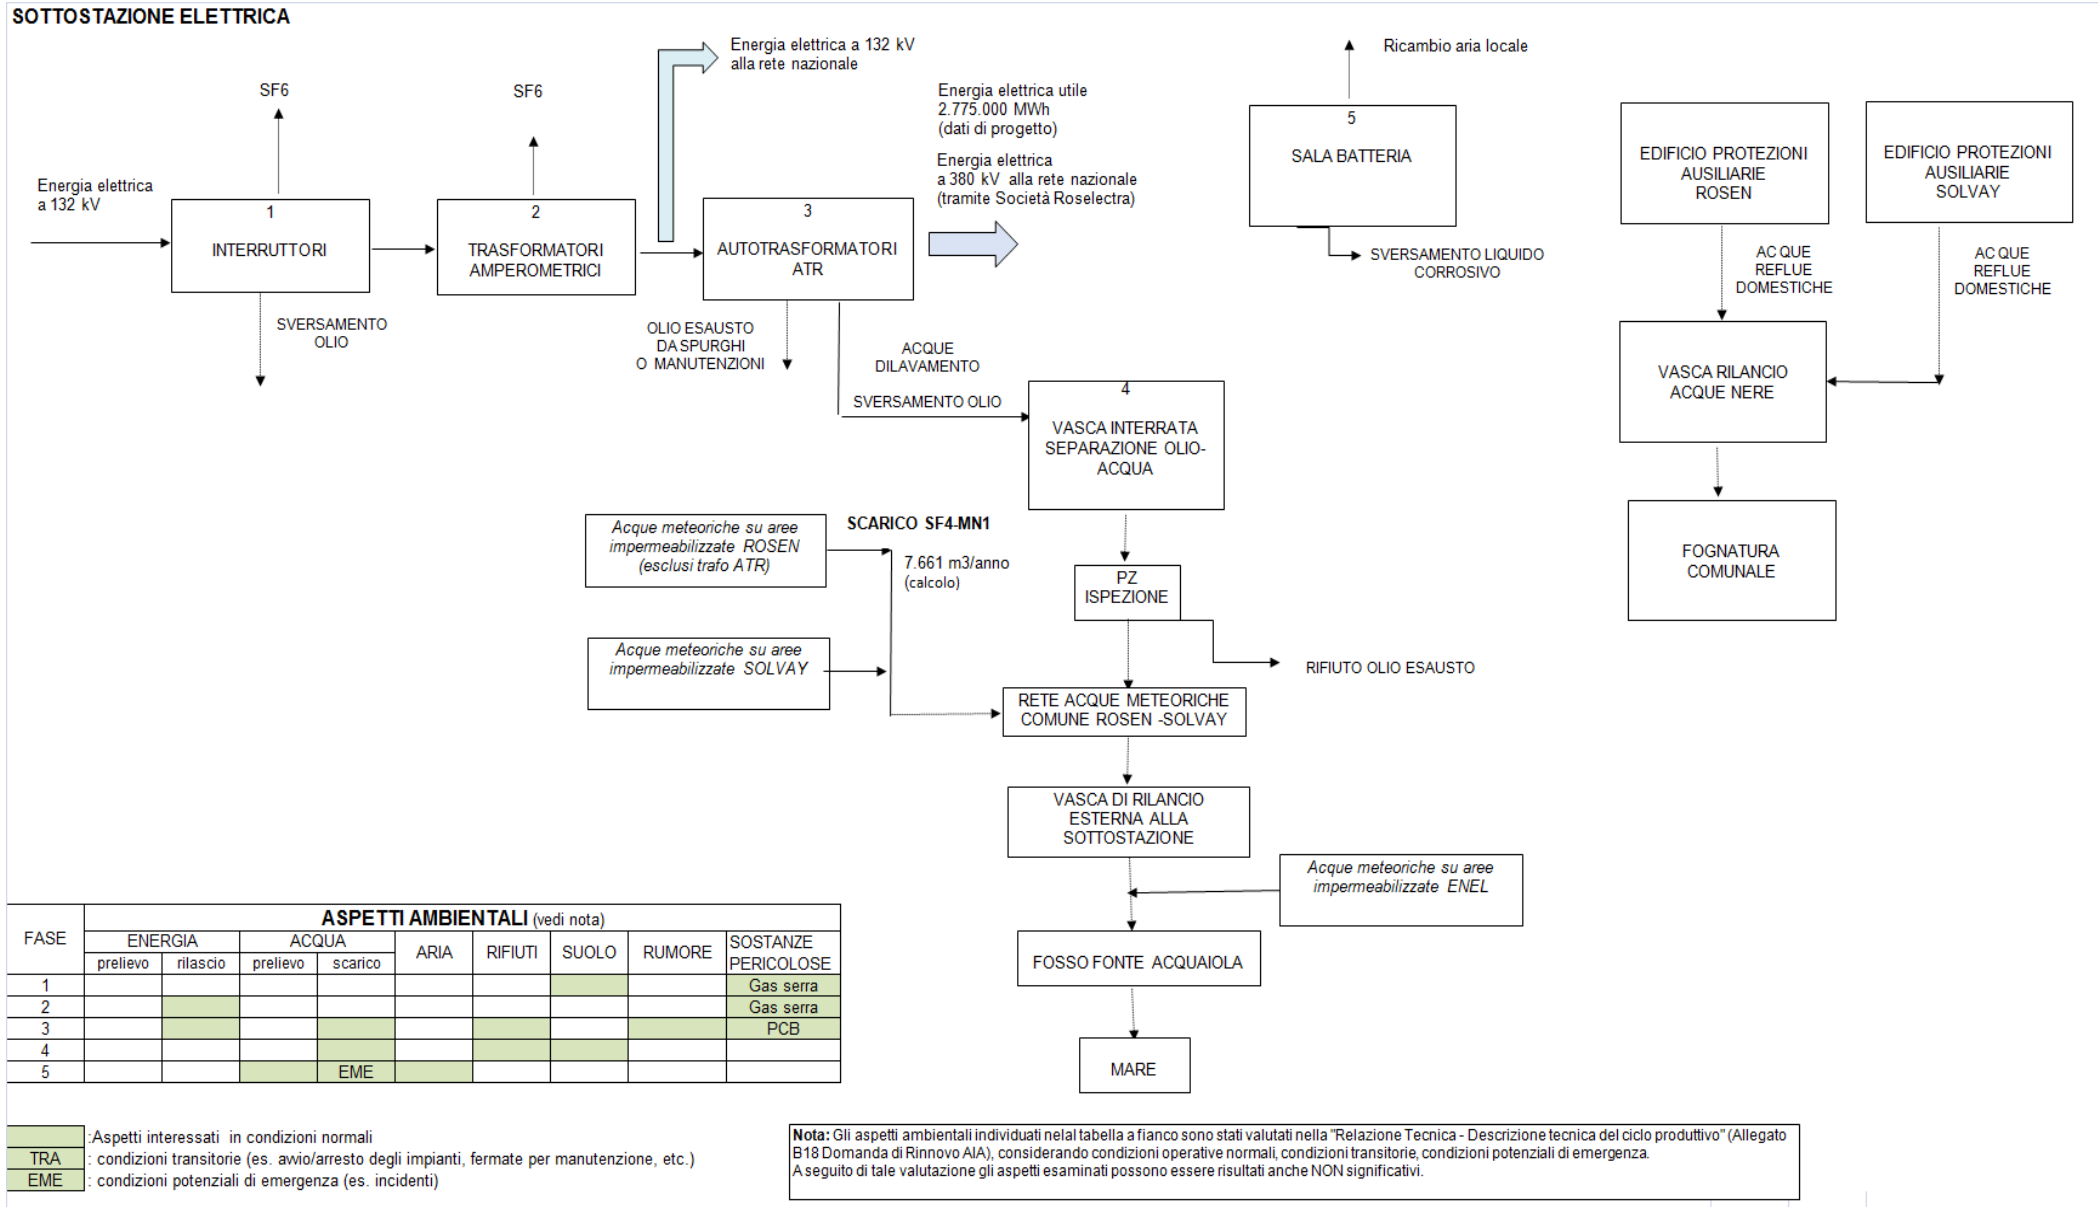 SOTTOSTAZIONE ELETTRICA
Energia elettrica a 132 kV
alla rete nazionale
Ricambio aria locale
SF6
SF6
Energia elettrica utile
2.775.000 MWh
(dati di progetto)
Energia elettrica
a 380 kV alla rete nazionale
(tramite Società Roselectra)
Energia elettrica
a 132 kV
1
INTERRUTTORI
2
TRASFORMATORI
AMPEROMETRICI
3
AUTOTRASFORMATORI
ATR
5
SALA BATTERIA
EDIFICIO PROTEZIONI
AUSILIARIE
ROSEN
EDIFICIO PROTEZIONI
AUSILIARIE
SOLVAY
SVERSAMENTO LIQUIDO
CORROSIVO
AC QUE
REFLUE
DOMESTICHE
AC QUE
REFLUE
DOMESTICHE
SVERSAMENTO
OLIO
OLIO ESAUSTO
DA SPURGHI
O MANUTENZIONI
ACQUE
DILAVAMENTO
SVERSAMENTO OLIO
4
VASCA INTERRATA
SEPARAZIONE OLIO-
ACQUA
VASCA RILANCIO
ACQUE NERE
FOGNATURA
COMUNALE
Acque meteoriche su aree
impermeabilizzate ROSEN
(esclusi trafo ATR)
SCARICO SF4-MN1
7.661 m3/anno
(calcolo)
PZ
ISPEZIONE
Acque meteoriche su aree
impermeabilizzate SOLVAY
RIFIUTO OLIO ESAUSTO
RETE ACQUE METEORICHE
COMUNE ROSEN -SOLVAY
VASCA DI RILANCIO
ESTERNA ALLA
SOTTOSTAZIONE
Acque meteoriche su aree
impermeabilizzate ENEL
FOSSO FONTE ACQUAIOLA
MARE
FASE
ASPETTI AMBIENTALI (vedi nota)
ENERGIA ACQUA ARIA RIFIUTI SUOLO RUMORE SOSTANZE
PERICOLOSE
prelievo rilascio prelievo scarico
1 Gas serra
2 Gas serra
3 PCB
4
5 EME
:Aspetti interessati in condizioni normali
TRA : condizioni transitorie (es. avvio/arresto degli impianti, fermate per manutenzione, etc.)
EME : condizioni potenziali di emergenza (es. incidenti)
Nota: Gli aspetti ambientali individuati nelal tabella a fianco sono stati valutati nella "Relazione Tecnica - Descrizione tecnica del ciclo produttivo" (Allegato
B18 Domanda di Rinnovo AIA), considerando condizioni operative normali, condizioni transitorie, condizioni potenziali di emergenza.
A seguito di tale valutazione gli aspetti esaminati possono essere risultati anche NON significativi.